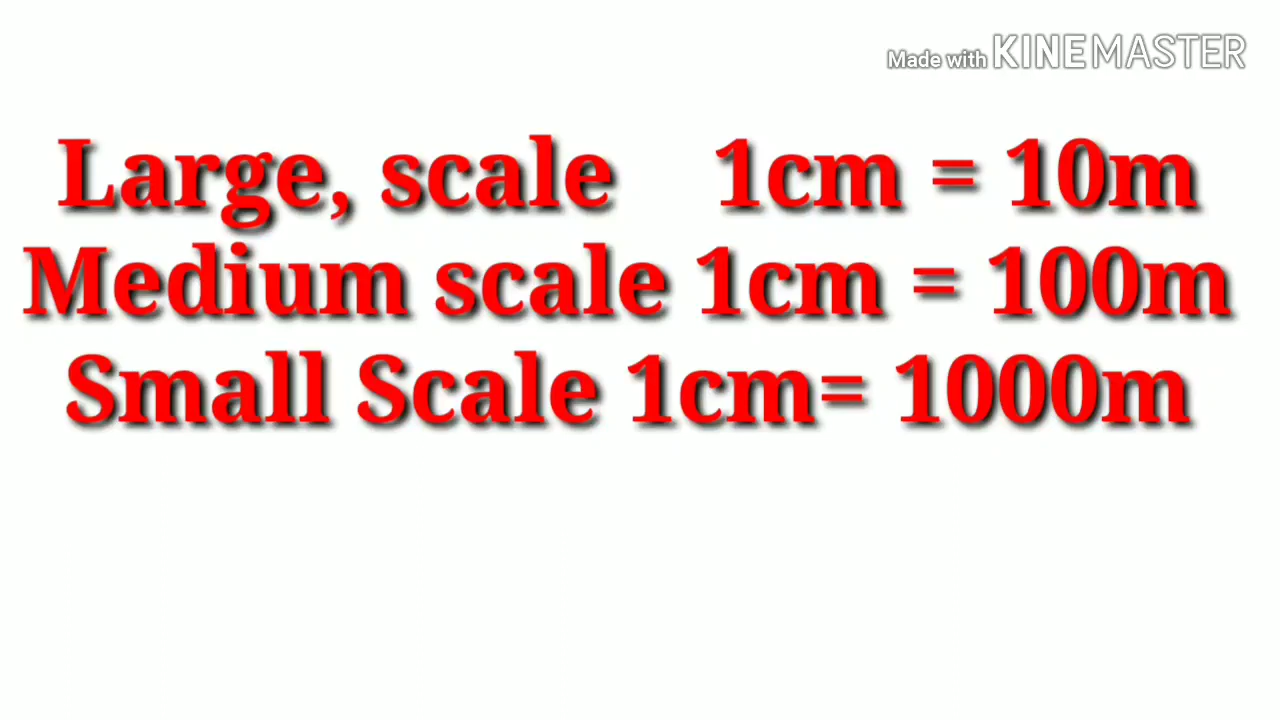 Made with KINEMASTER
Large, scale 1cm = 10m
Medium scale 1cm = 100m
Small Scale 1cm= 1000m